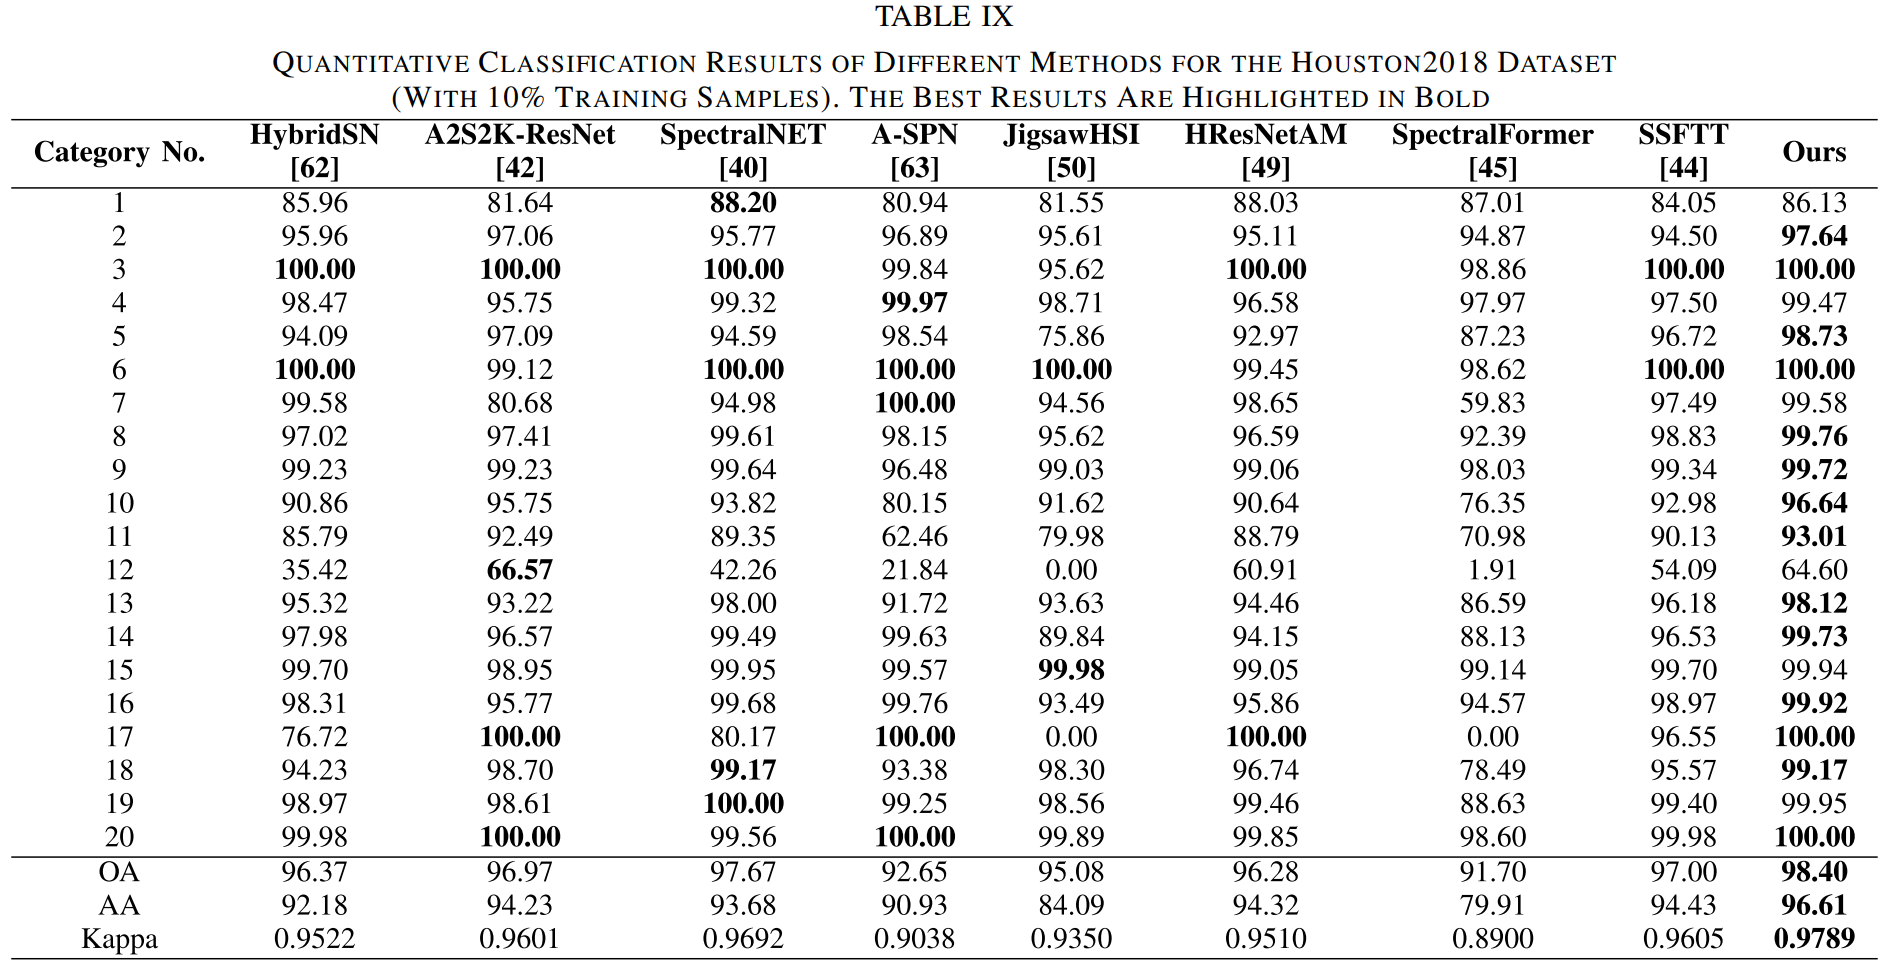 TABLE IX
QUANTITATIVE CLASSIFICATION RESULTS OF DIFFERENT METHODS FOR THE HOUSTON2018 DATASET
(WITH 10% TRAINING SAMPLES). THE BEST RESULTS ARE HIGHLIGHTED IN BOLD
Category No. HybridSN [62] A2S2K-ResNet [42] SpectralNET [40] A-SPN [63] JigsawHSI [50] HResNetAM [49] SpectralFormer [45] SSFTT [44] Ours
1 85.96 81.64 88.20 80.94 81.55 88.03 87.01 84.05 86.13
2 95.96 97.06 95.77 96.89 95.61 95.11 94.87 94.50 97.64
3 100.00 100.00 100.00 99.84 95.62 100.00 98.86 100.00 100.00
4 98.47 95.75 99.32 99.97 98.71 96.58 97.97 97.50 99.47
5 94.09 97.09 94.59 98.54 75.86 92.97 87.23 96.72 98.73
6 100.00 99.12 100.00 100.00 100.00 99.45 98.62 100.00 100.00
7 99.58 80.68 94.98 100.00 94.56 98.65 59.83 97.49 99.58
8 97.02 97.41 99.61 98.15 95.62 96.59 92.39 98.83 99.76
9 99.23 99.23 99.64 96.48 99.03 99.06 98.03 99.34 99.72
10 90.86 95.75 93.82 80.15 91.62 90.64 76.35 92.98 96.64
11 85.79 92.49 89.35 62.46 79.98 88.79 70.98 90.13 93.01
12 35.42 66.57 42.26 21.84 0.00 60.91 1.91 54.09 64.60
13 95.32 93.22 98.00 91.72 93.63 94.46 86.59 96.18 98.12
14 97.98 96.57 99.49 99.63 89.84 94.15 88.13 96.53 99.73
15 99.70 98.95 99.95 99.57 99.98 99.05 99.14 99.70 99.94
16 98.31 95.77 99.68 99.76 93.49 95.86 94.57 98.97 99.92
17 76.72 100.00 80.17 100.00 0.00 100.00 0.00 96.55 100.00
18 94.23 98.70 99.17 93.38 98.30 96.74 78.49 95.57 99.17
19 98.97 98.61 100.00 99.25 98.56 99.46 88.63 99.40 99.95
20 99.98 100.00 99.56 100.00 99.89 99.85 98.60 99.98 100.00
OA 96.37 96.97 97.67 92.65 95.08 96.28 91.70 97.00 98.40
AA 92.18 94.23 93.68 90.93 84.09 94.32 79.91 94.43 96.61
Kappa 0.9522 0.9601 0.9692 0.9038 0.9350 0.9510 0.8900 0.9605 0.9789